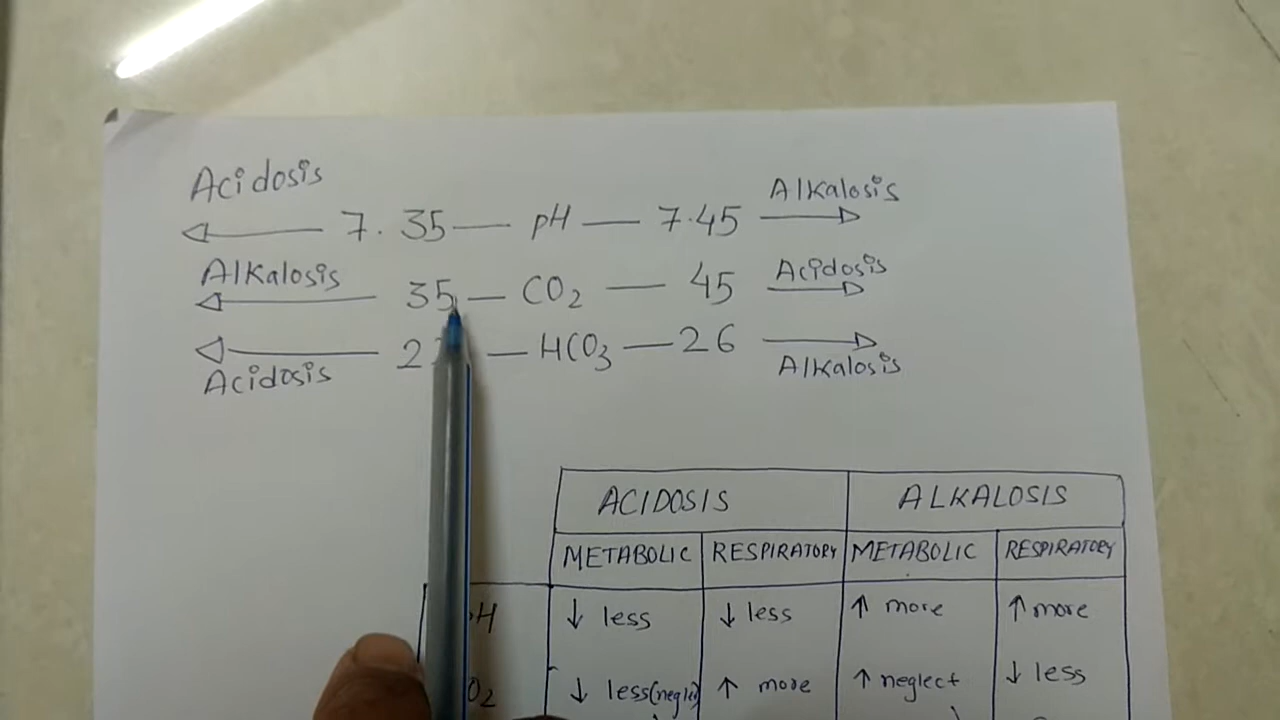 Acidosis Alkalosis
7.35 — pH — 7.45
Alkalosis Acidosis
35 — CO2 — 45
— HCO3 — 26
Acidosis Alkalosis
ACIDOSIS ALKALOSIS
METABOLIC RESPIRATORY METABOLIC RESPIRATORY
↓ less ↓ less ↑ more ↑ more
↑ more ↑ neglect ↓ less